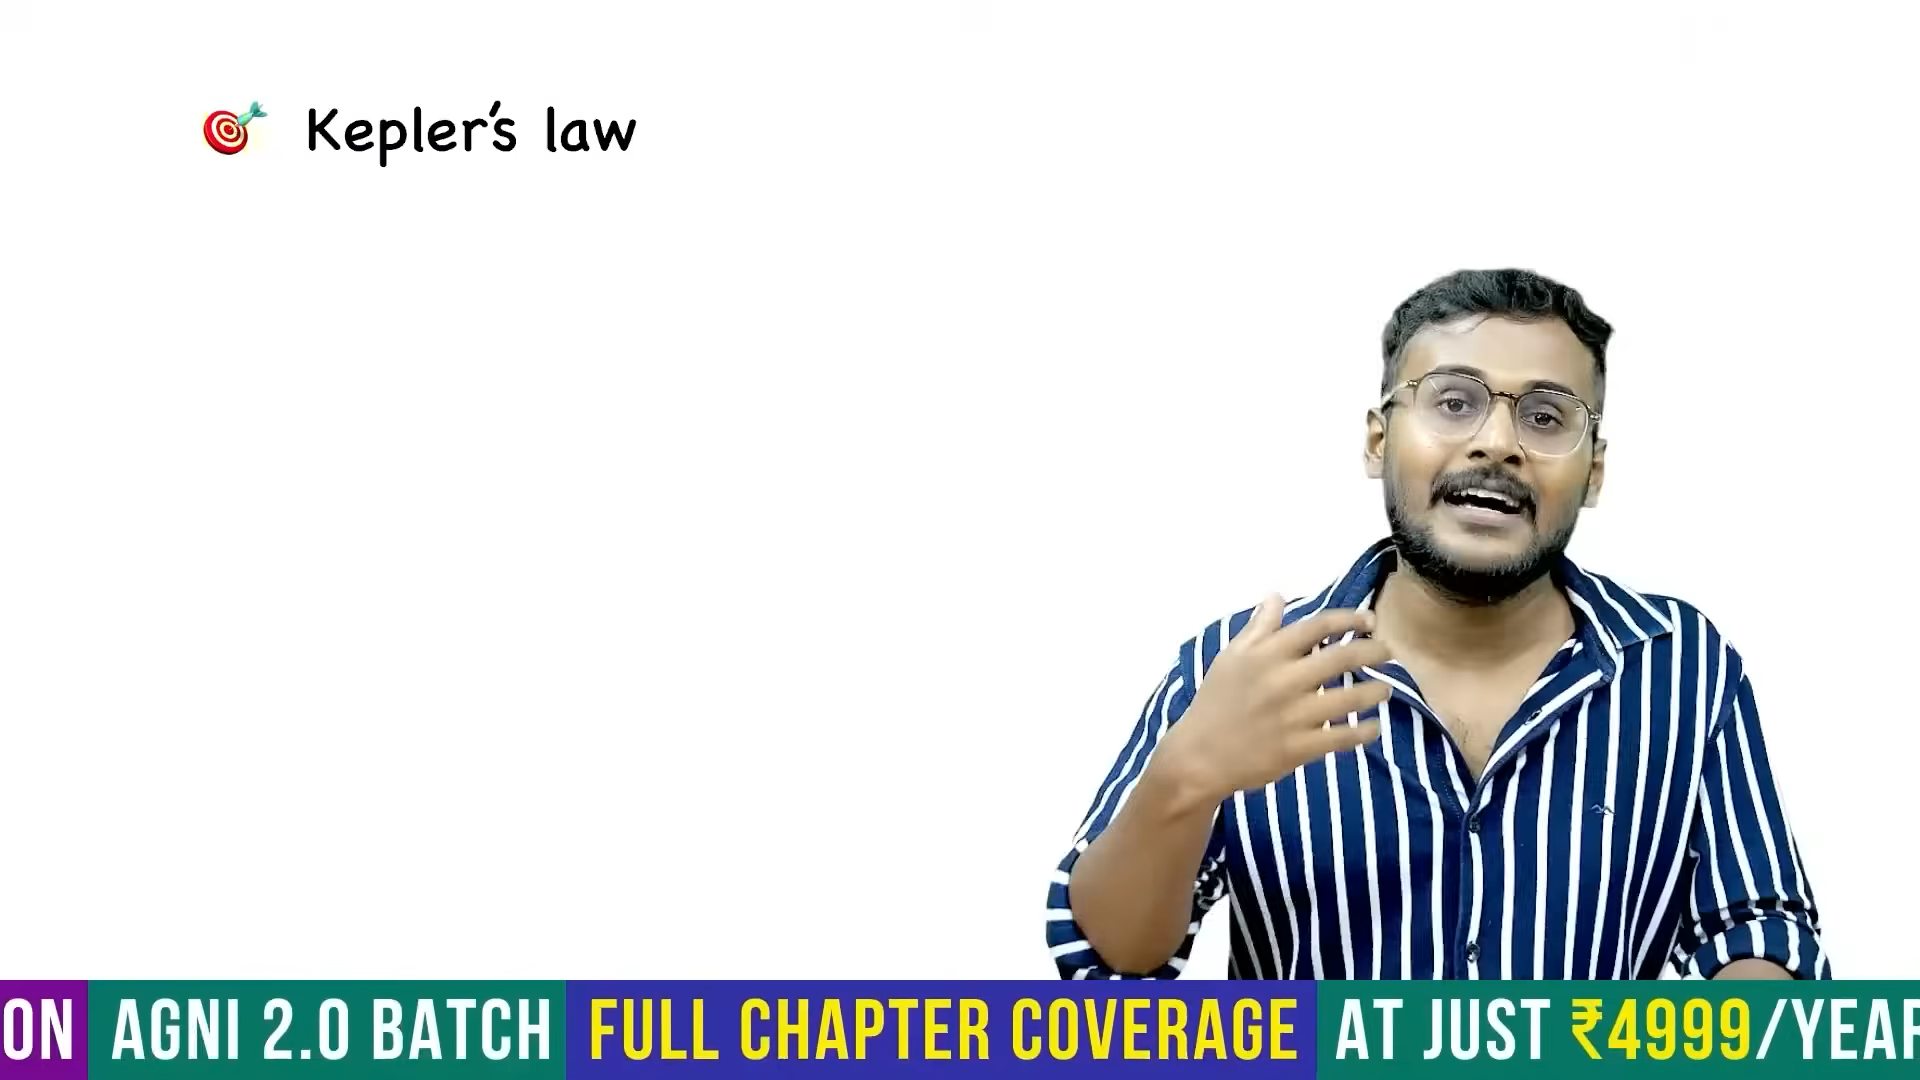 Kepler's law
ON AGNI 2.0 BATCH FULL CHAPTER COVERAGE AT JUST ₹4999/YEAR